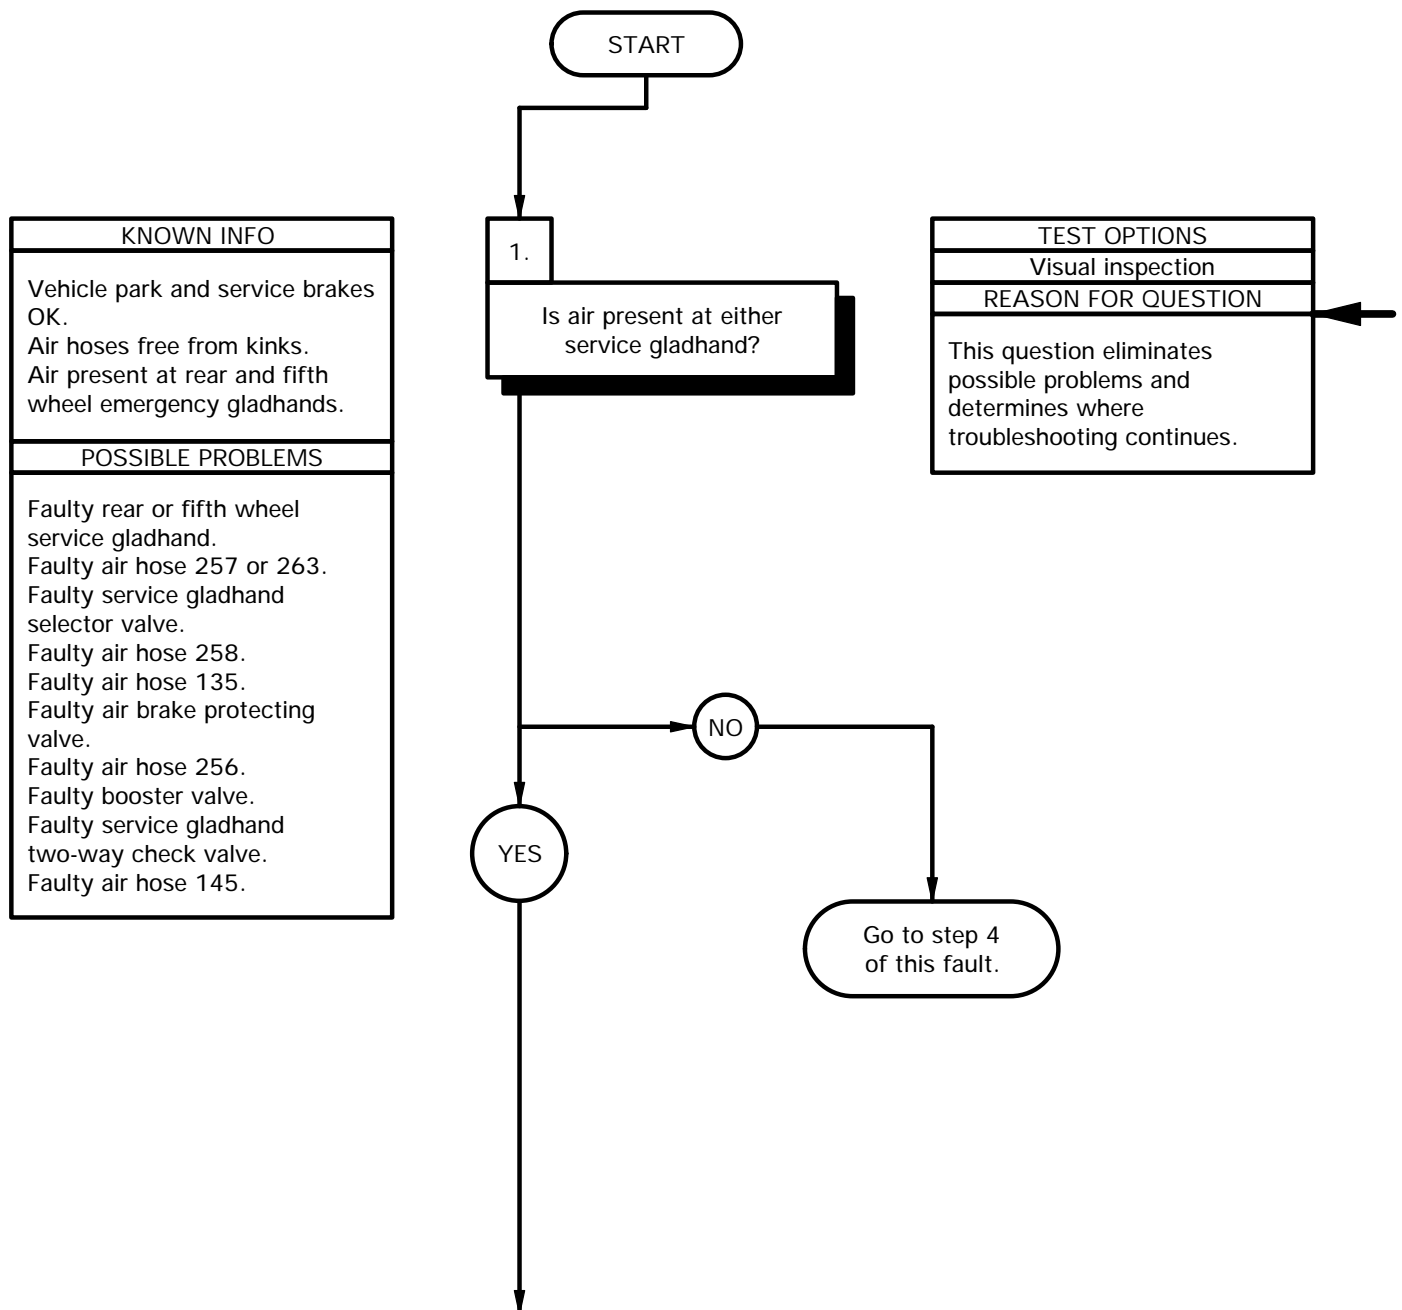 START
KNOWN INFO
Vehicle park and service brakes
OK.
Air hoses free from kinks.
Air present at rear and fifth
wheel emergency gladhands.
POSSIBLE PROBLEMS
Faulty rear or fifth wheel
service gladhand.
Faulty air hose 257 or 263.
Faulty service gladhand
selector valve.
Faulty air hose 258.
Faulty air hose 135.
Faulty air brake protecting
valve.
Faulty air hose 256.
Faulty booster valve.
Faulty service gladhand
two-way check valve.
Faulty air hose 145.
1.
Is air present at either
service gladhand?
TEST OPTIONS
Visual inspection
REASON FOR QUESTION
This question eliminates
possible problems and
determines where
troubleshooting continues.
NO
YES
Go to step 4
of this fault.